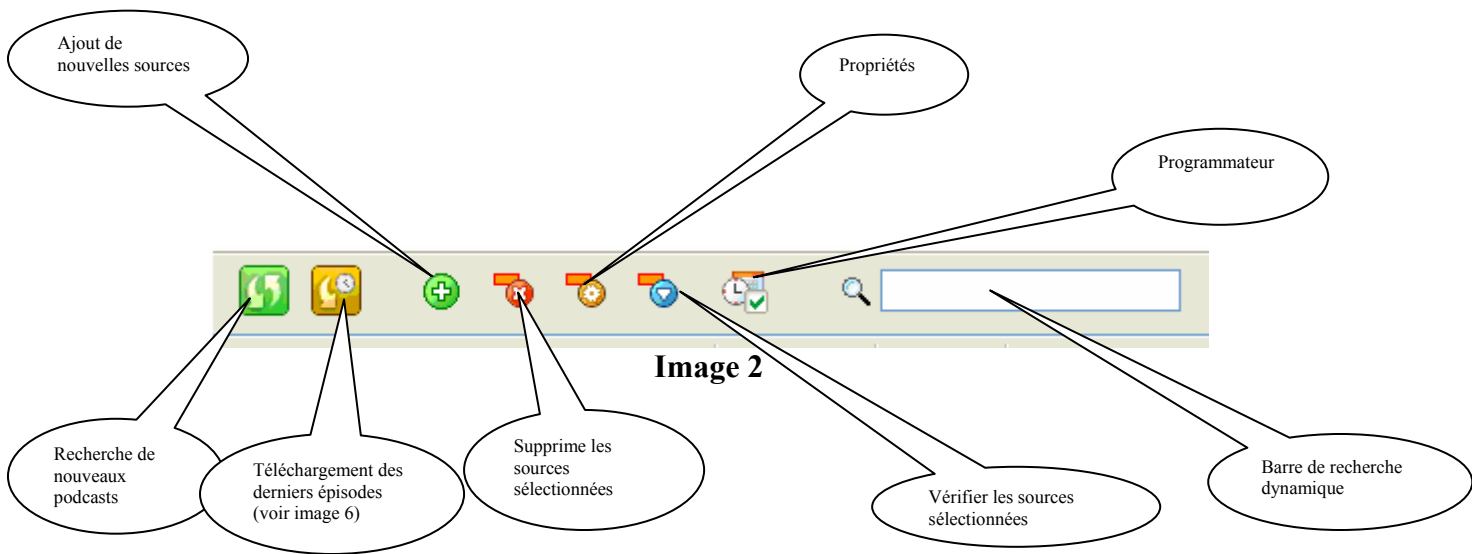 Ajout de
nouvelles sources
Propriétés
Programmateur
Image 2
Recherche de
nouveaux
podcasts
Téléchargement des
derniers épisodes
(voir image 6)
Supprime les
sources
sélectionnées
Vérifier les sources
sélectionnées
Barre de recherche
dynamique